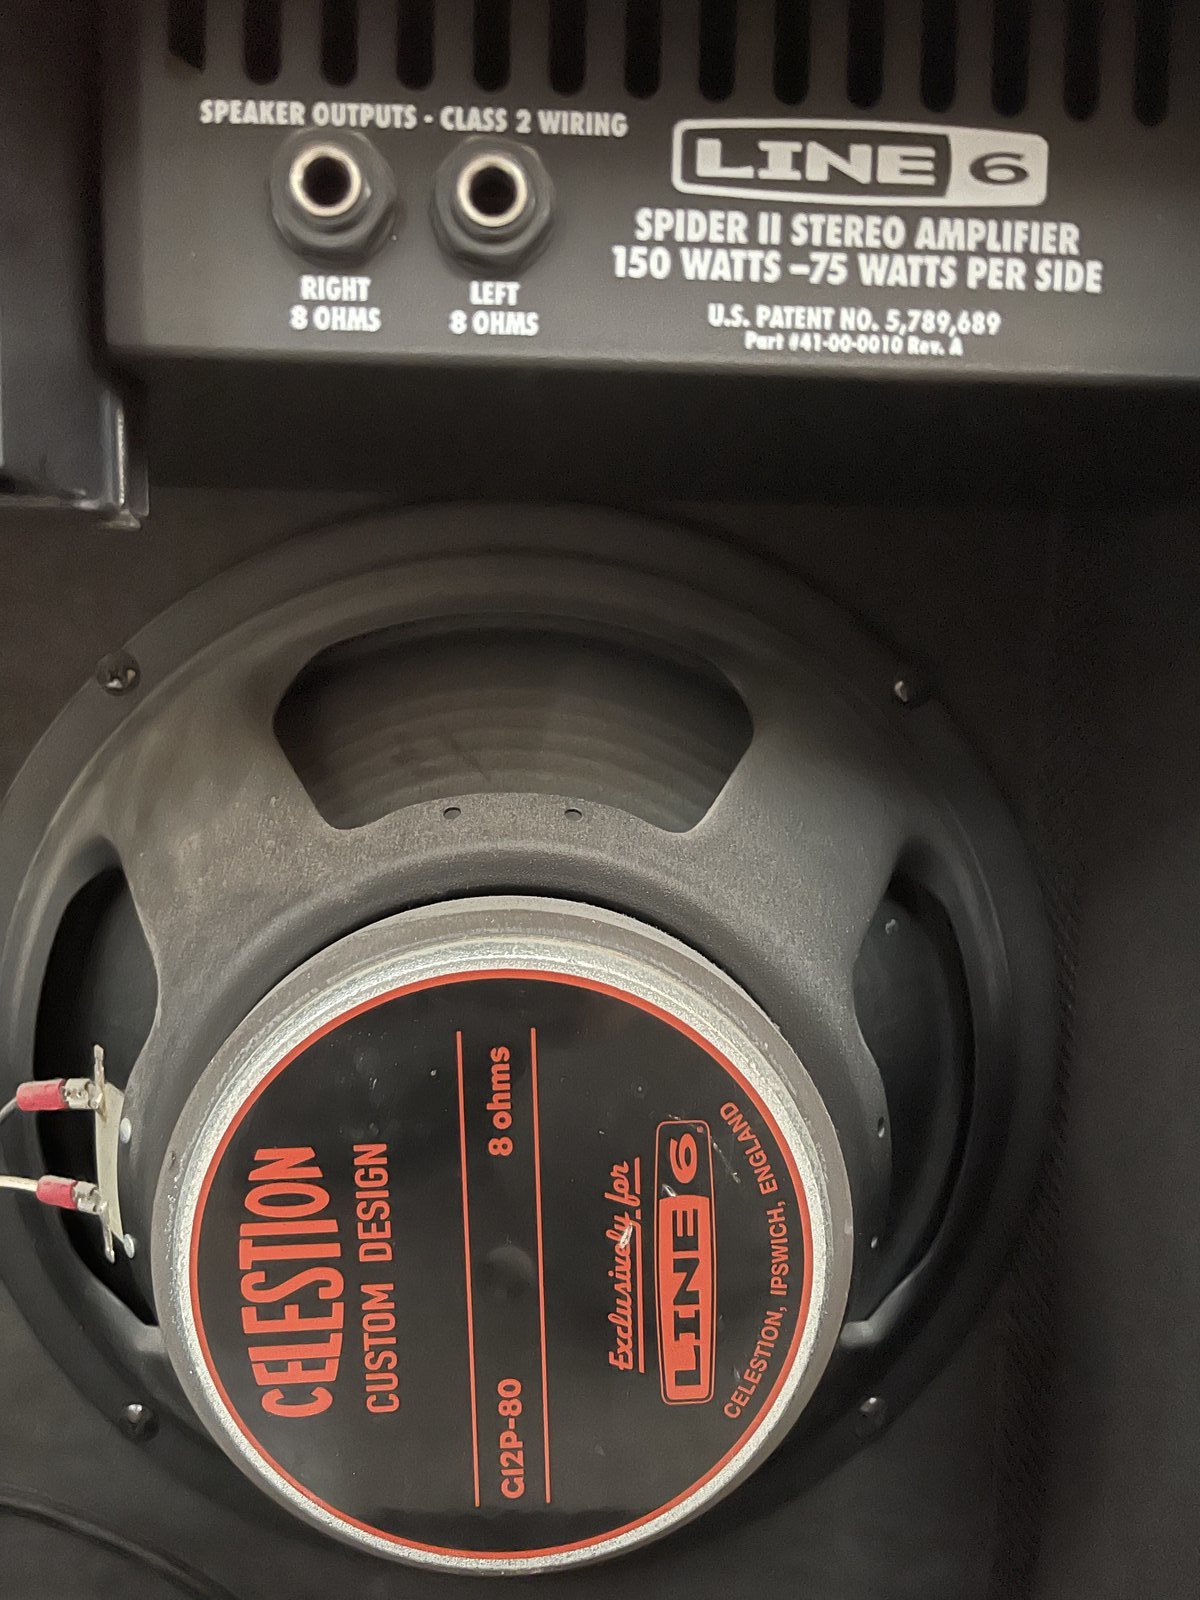 SPEAKER OUTPUTS - CLASS 2 WIRING
LINE 6
SPIDER II STEREO AMPLIFIER
150 WATTS –75 WATTS PER SIDE
RIGHT
8 OHMS
LEFT
8 OHMS
U.S. PATENT NO. 5,789,689
Part #41-00-0010 Rev. A
CELESTION
CUSTOM DESIGN
G12P-80 8 ohms
Exclusively for
LINE 6
CELESTION, IPSWICH, ENGLAND